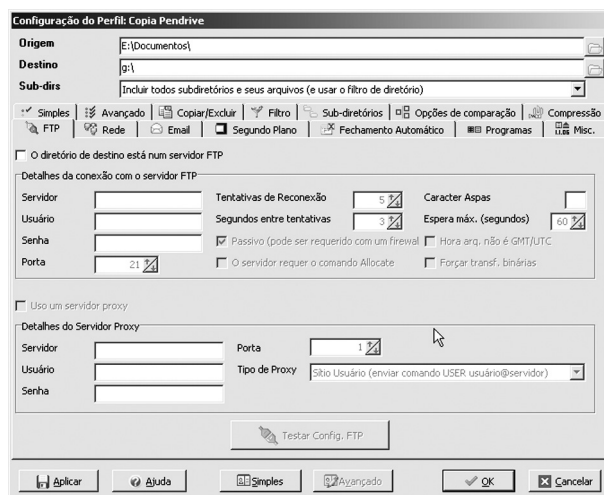 Configuração do Perfil: Copia Pendrive
Origem E:\Documentos\
Destino g:\
Sub-dirs Incluir todos subdiretórios e seus arquivos (e usar o filtro de diretório)
Simples Avançado Copiar/Excluir Filtro Sub-diretórios Opções de comparação Compressão
FTP Rede Email Segundo Plano Fechamento Automático Programas Misc.
O diretório de destino está num servidor FTP
Detalhes da conexão com o servidor FTP
Servidor Tentativas de Reconexão 5 Caracter Aspas
Usuário Segundos entre tentativas 3 Espera máx. (segundos) 60
Senha Passivo (pode ser requerido com um firewal Hora arq. não é GMT/UTC
Porta 21 O servidor requer o comando Allocate Forçar transf. binárias
Uso um servidor proxy
Detalhes do Servidor Proxy
Servidor Porta 1
Usuário Tipo de Proxy Sítio Usuário (enviar comando USER usuário@servidor)
Senha
Testar Config. FTP
Aplicar Ajuda Simples Avançado OK Cancelar